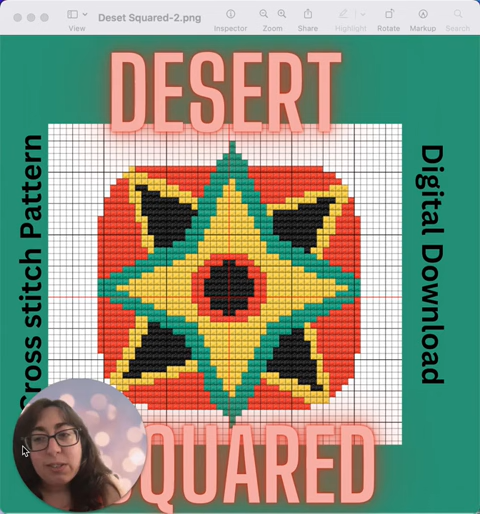 Deset Squared-2.png
View
Inspector
Zoom
Share
Highlight
Rotate
Markup
Search
DESERT
Cross stitch Pattern
Digital Download
SQUARED